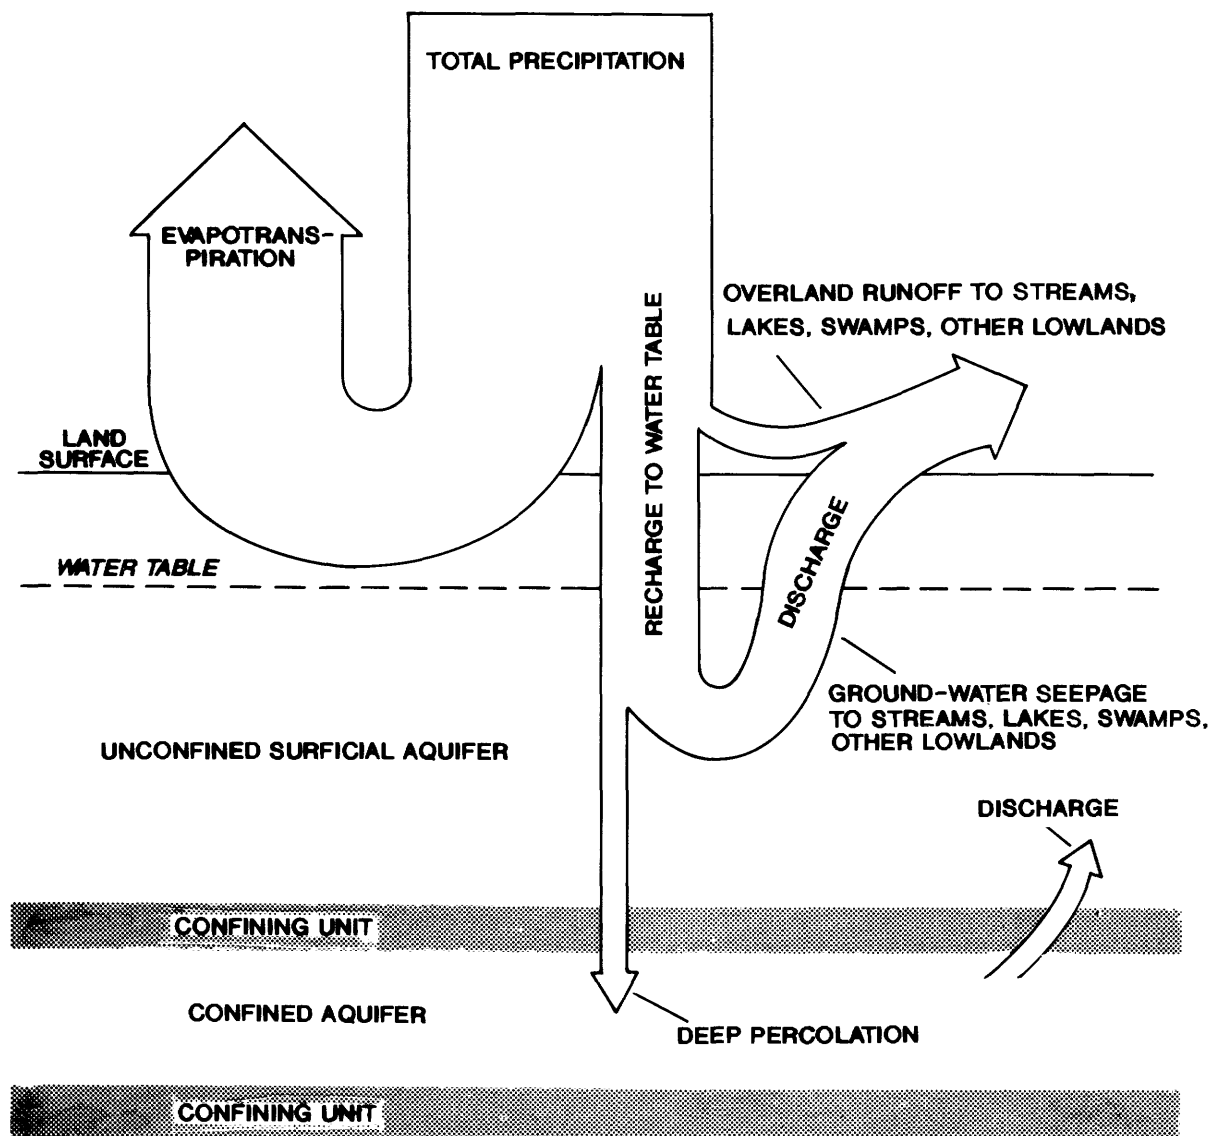 TOTAL PRECIPITATION
EVAPOTRANS-
PIRATION
OVERLAND RUNOFF TO STREAMS,
LAKES, SWAMPS, OTHER LOWLANDS
RECHARGE TO WATER TABLE
LAND
SURFACE
WATER TABLE
DISCHARGE
GROUND-WATER SEEPAGE
TO STREAMS, LAKES, SWAMPS,
OTHER LOWLANDS
UNCONFINED SURFICIAL AQUIFER
DISCHARGE
CONFINING UNIT
CONFINED AQUIFER
DEEP PERCOLATION
CONFINING UNIT